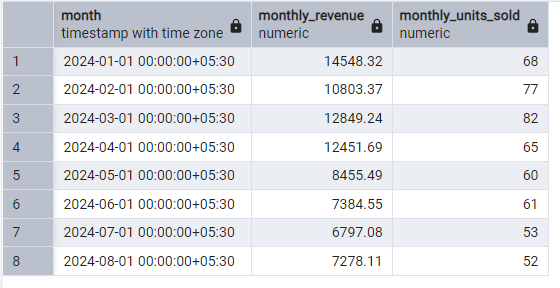 month monthly_revenue monthly_units_sold
timestamp with time zone numeric numeric
1 2024-01-01 00:00:00+05:30 14548.32 68
2 2024-02-01 00:00:00+05:30 10803.37 77
3 2024-03-01 00:00:00+05:30 12849.24 82
4 2024-04-01 00:00:00+05:30 12451.69 65
5 2024-05-01 00:00:00+05:30 8455.49 60
6 2024-06-01 00:00:00+05:30 7384.55 61
7 2024-07-01 00:00:00+05:30 6797.08 53
8 2024-08-01 00:00:00+05:30 7278.11 52